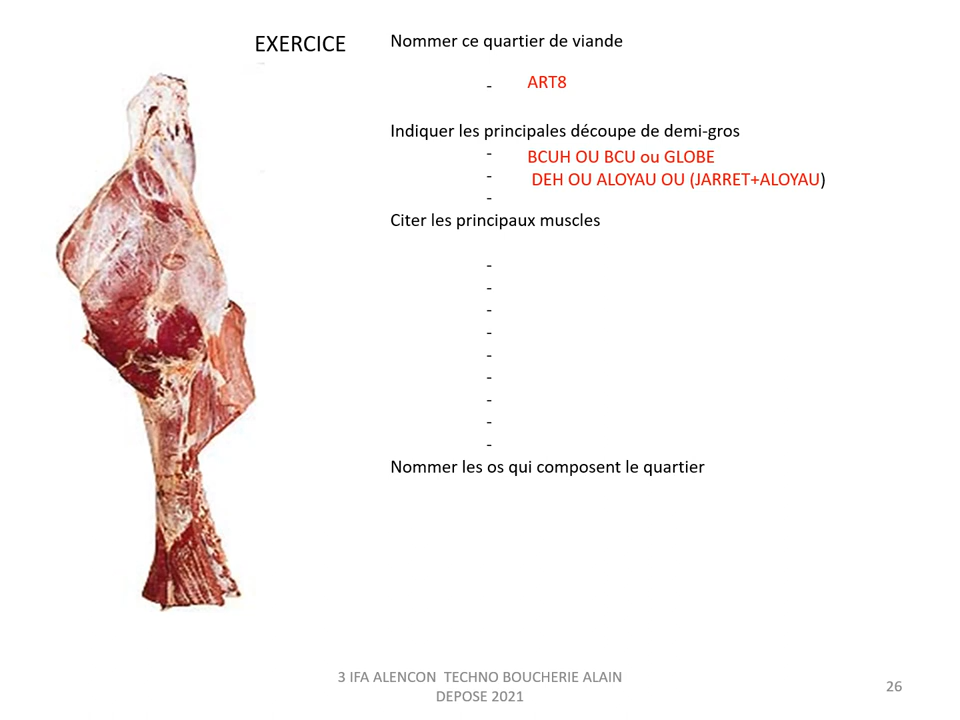 EXERCICE
Nommer ce quartier de viande
- ART8
Indiquer les principales découpe de demi-gros
- BCUH OU BCU ou GLOBE
- DEH OU ALOYAU OU (JARRET+ALOYAU)
-
Citer les principaux muscles
-
-
-
-
-
-
-
-
-
Nommer les os qui composent le quartier
3 IFA ALENCON TECHNO BOUCHERIE ALAIN
DEPOSE 2021
26